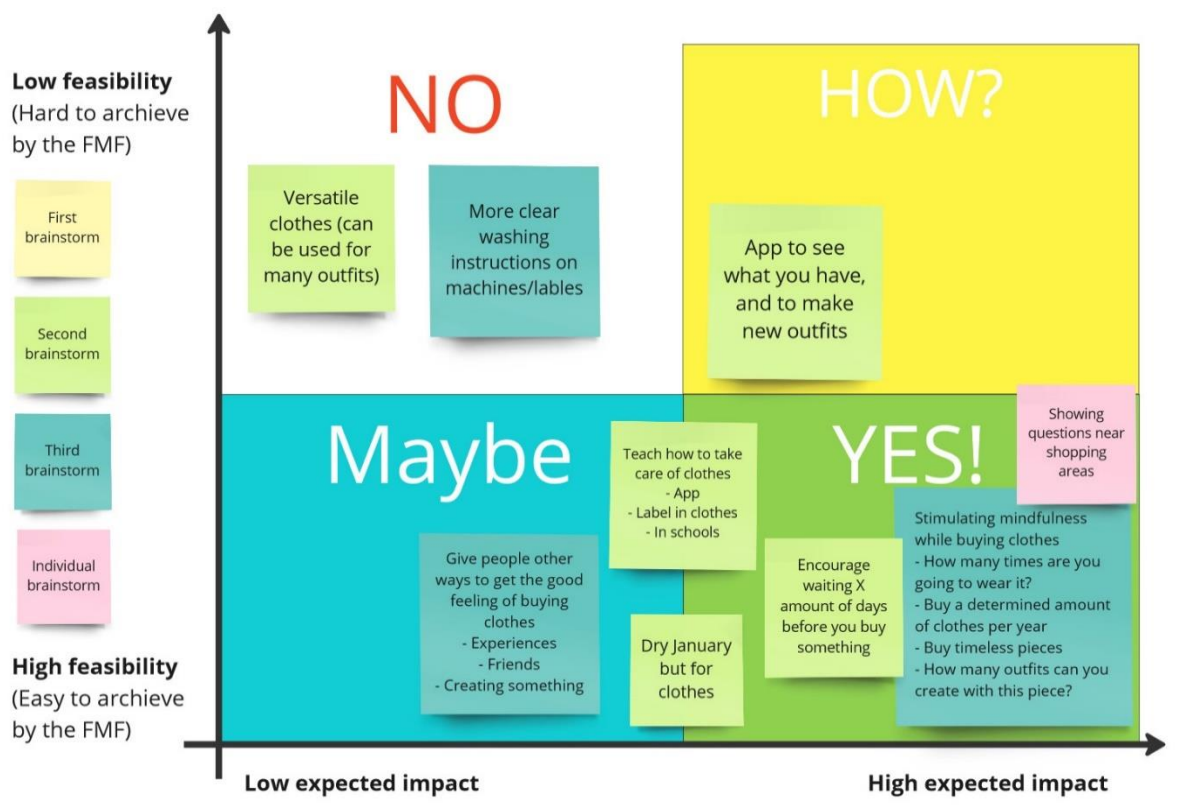 Low feasibility
(Hard to archieve
by the FMF)
First
brainstorm
Second
brainstorm
Third
brainstorm
Individual
brainstorm
High feasibility
(Easy to archieve
by the FMF)
NO
Versatile
clothes (can
be used for
many outfits)
More clear
washing
instructions on
machines/lables
HOW?
App to see
what you have,
and to make
new outfits
Maybe
Give people other
ways to get the good
feeling of buying
clothes
- Experiences
- Friends
- Creating something
Teach how to take
care of clothes
- App
- Label in clothes
- In schools
Dry January
but for
clothes
YES!
Showing
questions near
shopping
areas
Encourage
waiting X
amount of days
before you buy
something
Stimulating mindfulness
while buying clothes
- How many times are you
going to wear it?
- Buy a determined amount
of clothes per year
- Buy timeless pieces
- How many outfits can you
create with this piece?
Low expected impact
High expected impact